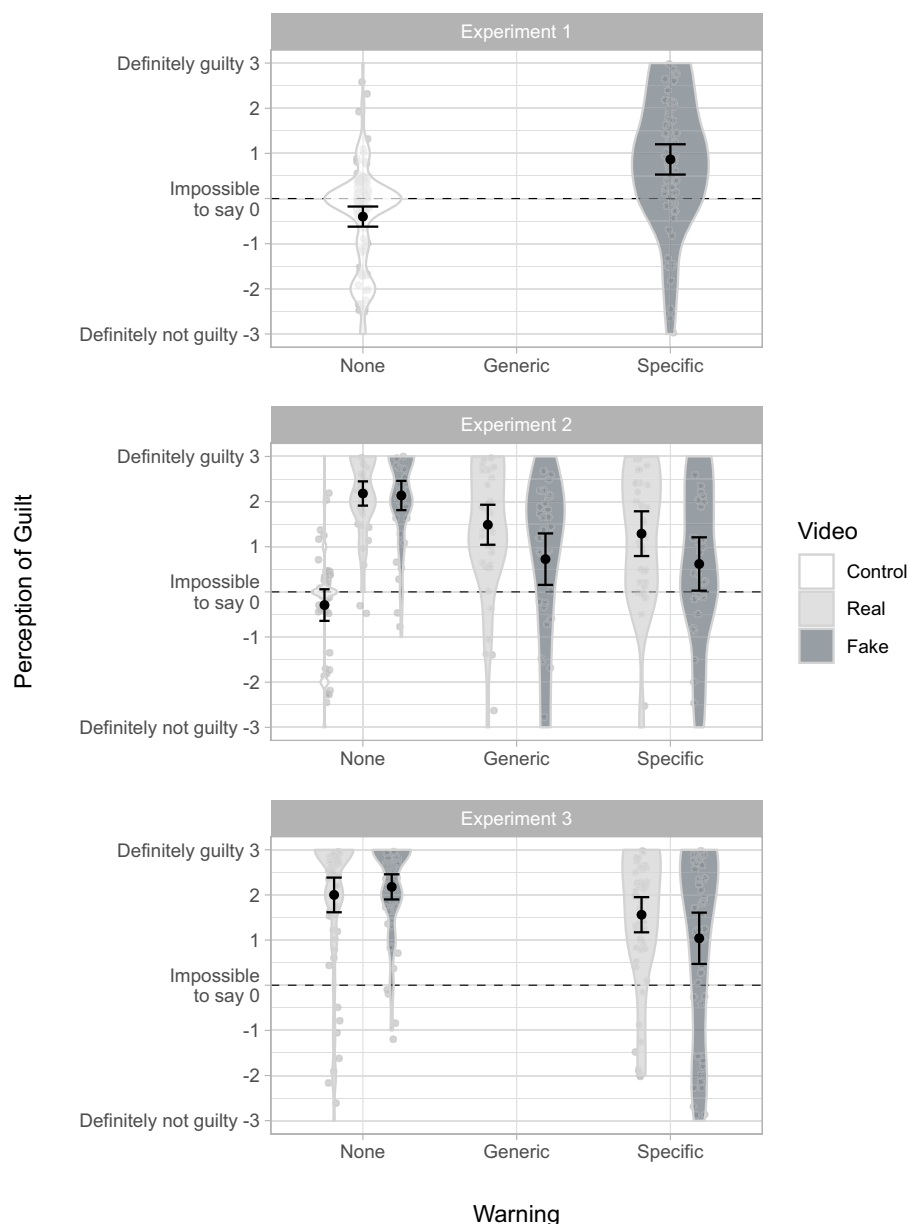 Experiment 1
Definitely guilty 3
2
1
Impossible
to say 0
-1
-2
Definitely not guilty -3
None Generic Specific
Experiment 2
Definitely guilty 3
2
1
Impossible
to say 0
-1
-2
Definitely not guilty -3
None Generic Specific
Experiment 3
Definitely guilty 3
2
1
Impossible
to say 0
-1
-2
Definitely not guilty -3
None Generic Specific
Perception of Guilt
Warning
Video
Control
Real
Fake